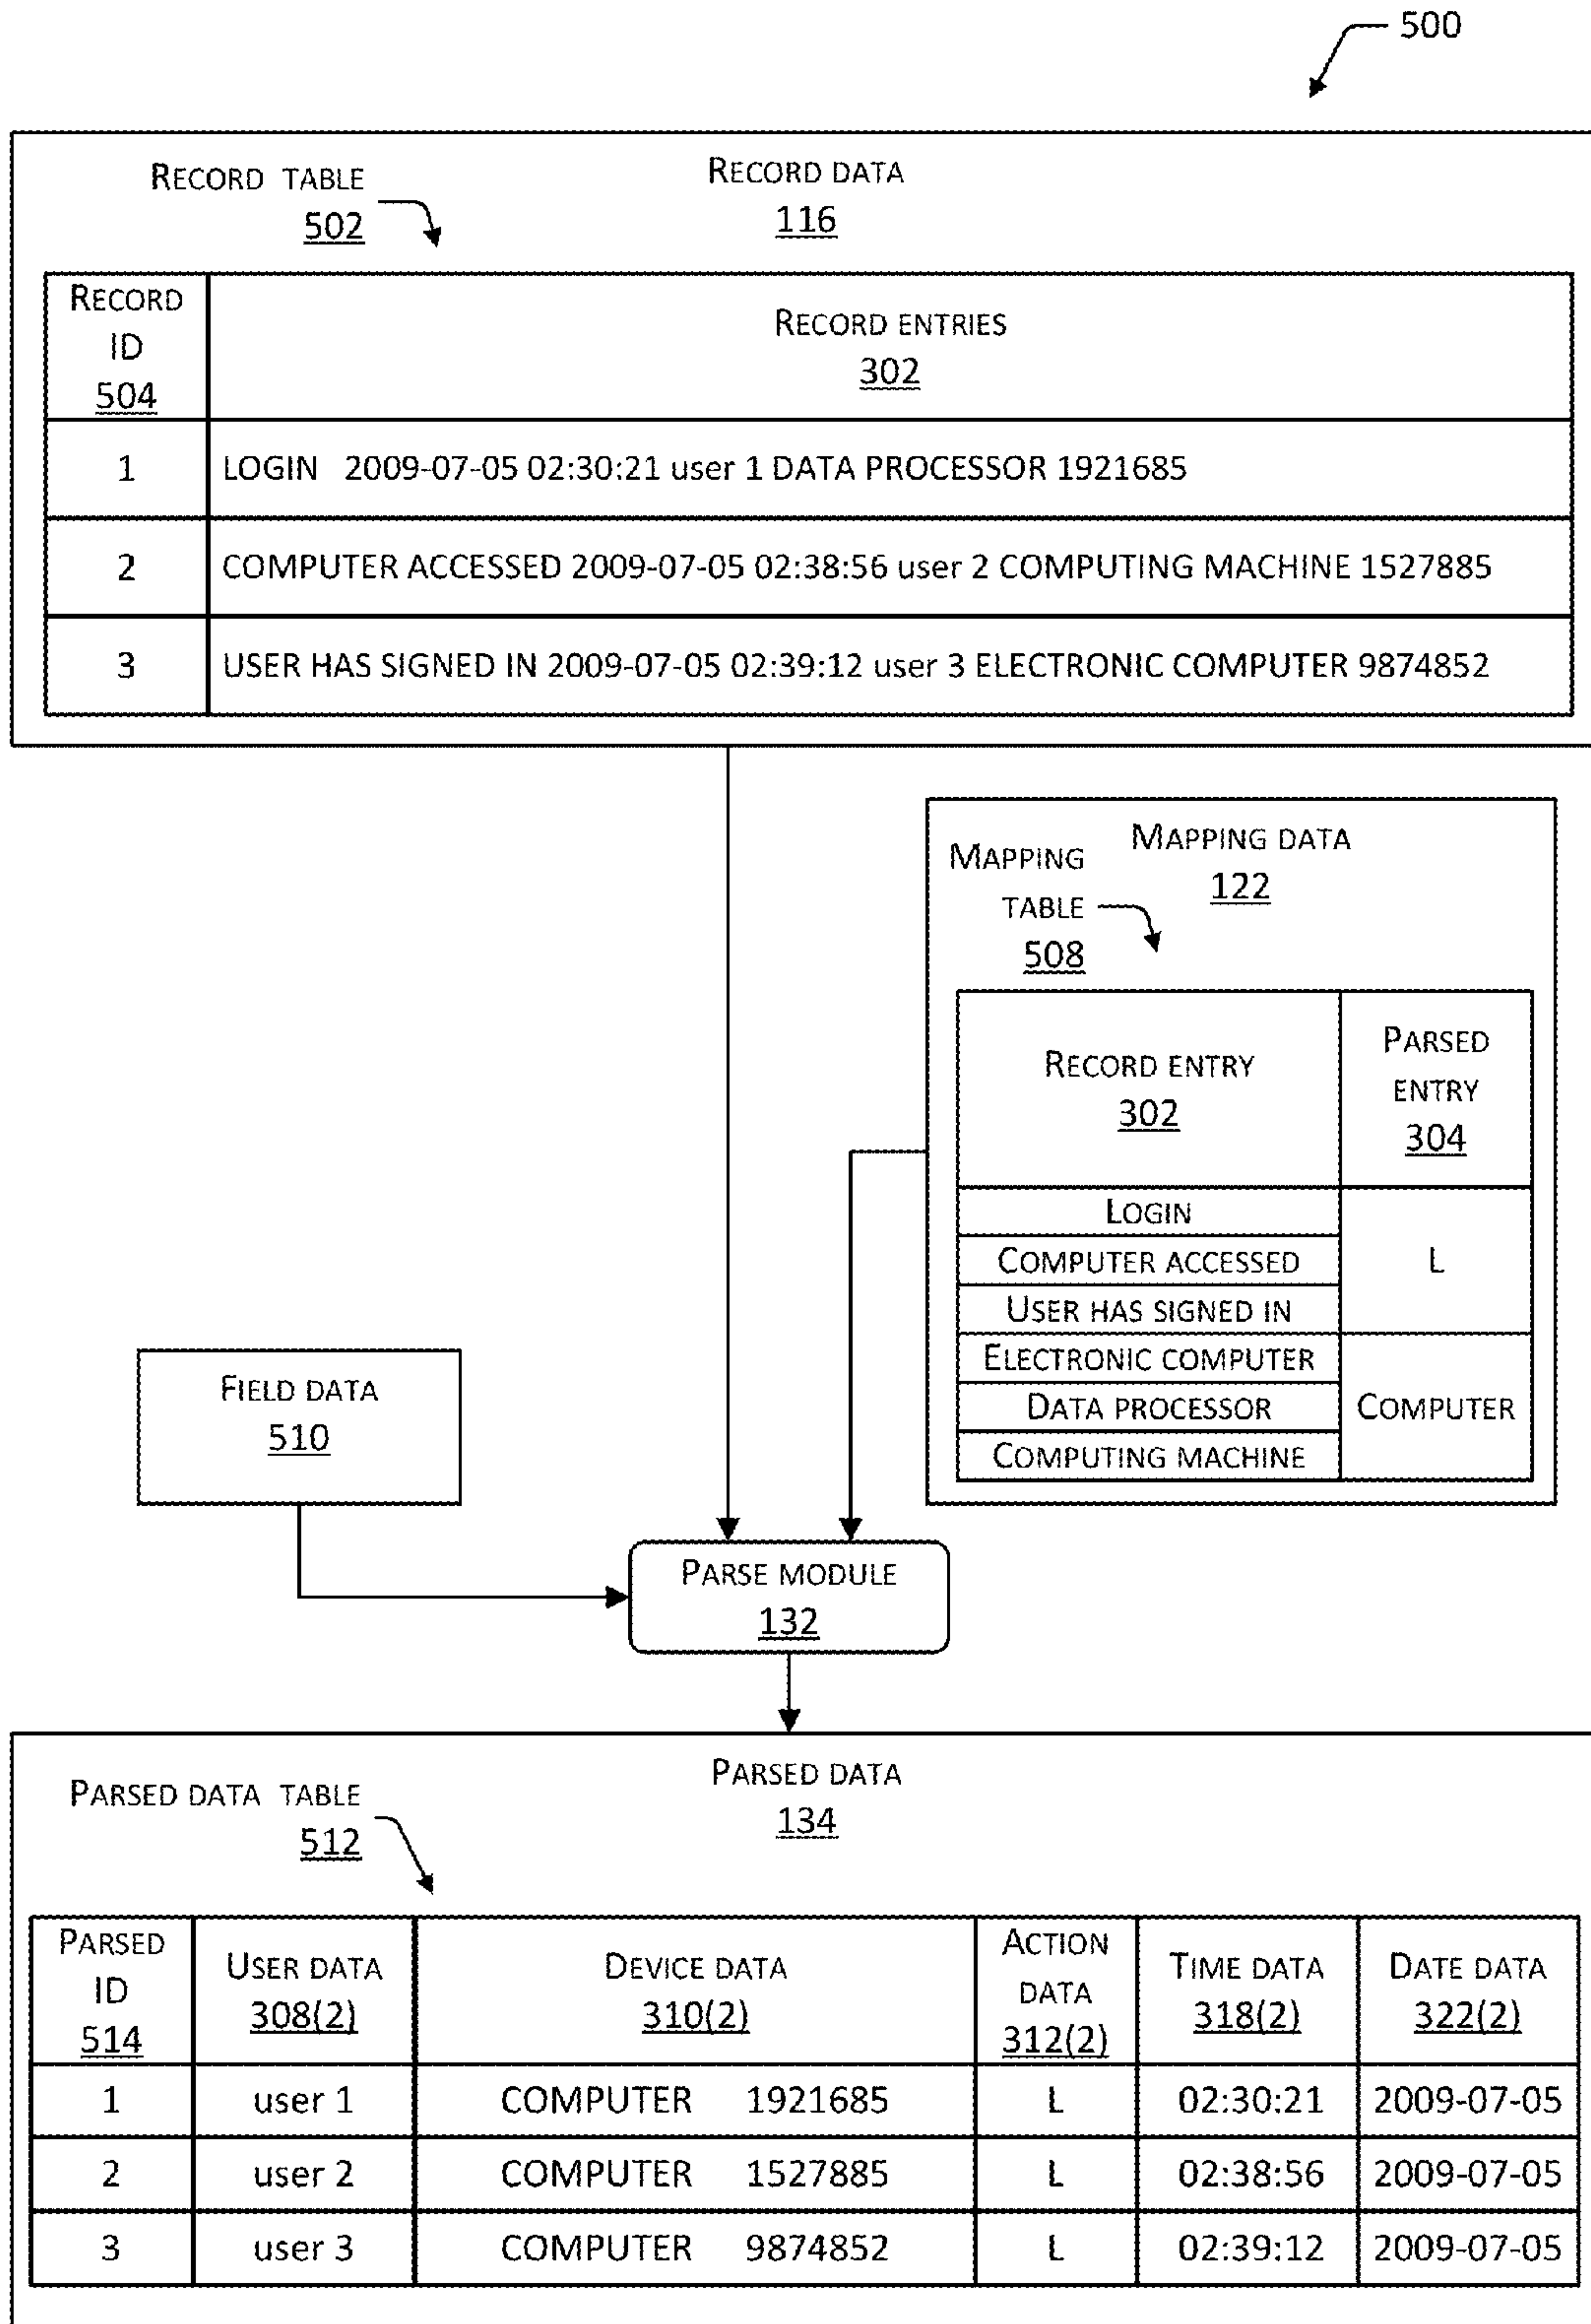 500
RECORD TABLE
502
RECORD DATA
116
RECORD
ID
504
RECORD ENTRIES
302
1
LOGIN 2009-07-05 02:30:21 user 1 DATA PROCESSOR 1921685
2
COMPUTER ACCESSED 2009-07-05 02:38:56 user 2 COMPUTING MACHINE 1527885
3
USER HAS SIGNED IN 2009-07-05 02:39:12 user 3 ELECTRONIC COMPUTER 9874852
MAPPING DATA
122
MAPPING
TABLE
508
RECORD ENTRY
302
PARSED
ENTRY
304
LOGIN
COMPUTER ACCESSED
USER HAS SIGNED IN
L
ELECTRONIC COMPUTER
DATA PROCESSOR
COMPUTING MACHINE
COMPUTER
FIELD DATA
510
PARSE MODULE
132
PARSED DATA TABLE
512
PARSED DATA
134
PARSED
ID
514
USER DATA
308(2)
DEVICE DATA
310(2)
ACTION
DATA
312(2)
TIME DATA
318(2)
DATE DATA
322(2)
1 user 1 COMPUTER 1921685 L 02:30:21 2009-07-05
2 user 2 COMPUTER 1527885 L 02:38:56 2009-07-05
3 user 3 COMPUTER 9874852 L 02:39:12 2009-07-05